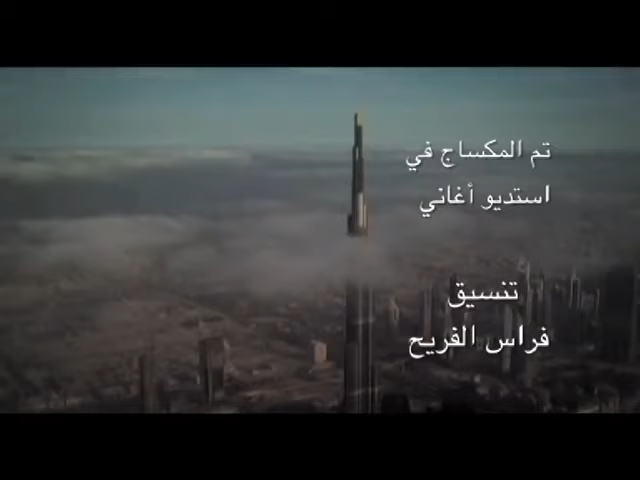 تم المكساج في
استديو أغاني
تنسيق
فراس الفريح